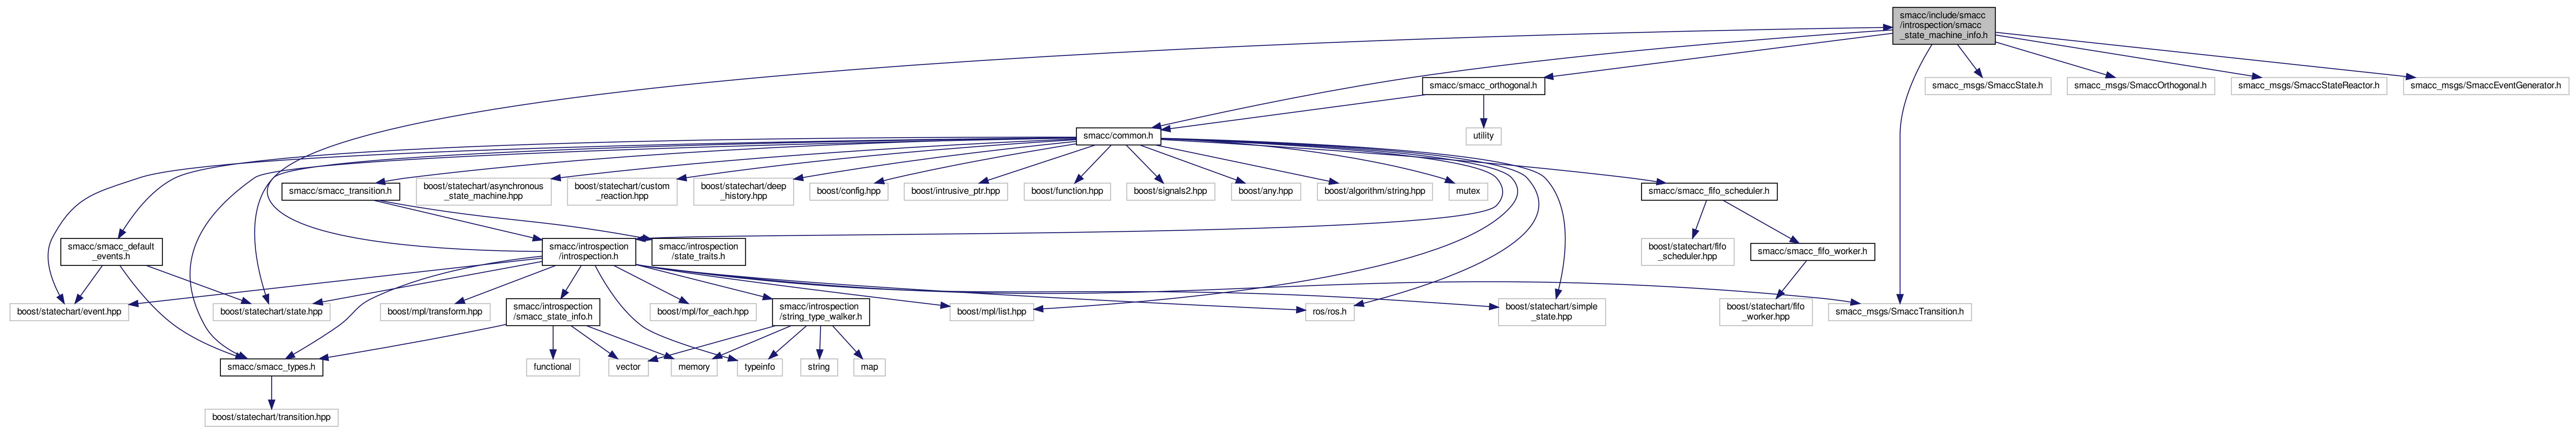 smacc/include/smacc
/introspection/smacc
_state_machine_info.h
smacc/smacc_orthogonal.h
smacc_msgs/SmaccState.h
smacc_msgs/SmaccOrthogonal.h
smacc_msgs/SmaccStateReactor.h
smacc_msgs/SmaccEventGenerator.h
smacc/common.h
utility
smacc/smacc_transition.h
boost/statechart/asynchronous
_state_machine.hpp
boost/statechart/custom
_reaction.hpp
boost/statechart/deep
_history.hpp
boost/config.hpp
boost/intrusive_ptr.hpp
boost/function.hpp
boost/signals2.hpp
boost/any.hpp
boost/algorithm/string.hpp
mutex
smacc/smacc_fifo_scheduler.h
smacc/smacc_default
_events.h
smacc/introspection
/introspection.h
smacc/introspection
/state_traits.h
boost/statechart/fifo
_scheduler.hpp
smacc/smacc_fifo_worker.h
boost/statechart/event.hpp
boost/statechart/state.hpp
boost/mpl/transform.hpp
smacc/introspection
/smacc_state_info.h
boost/mpl/for_each.hpp
smacc/introspection
/string_type_walker.h
boost/mpl/list.hpp
ros/ros.h
boost/statechart/simple
_state.hpp
boost/statechart/fifo
_worker.hpp
smacc_msgs/SmaccTransition.h
smacc/smacc_types.h
functional
vector
memory
typeinfo
string
map
boost/statechart/transition.hpp